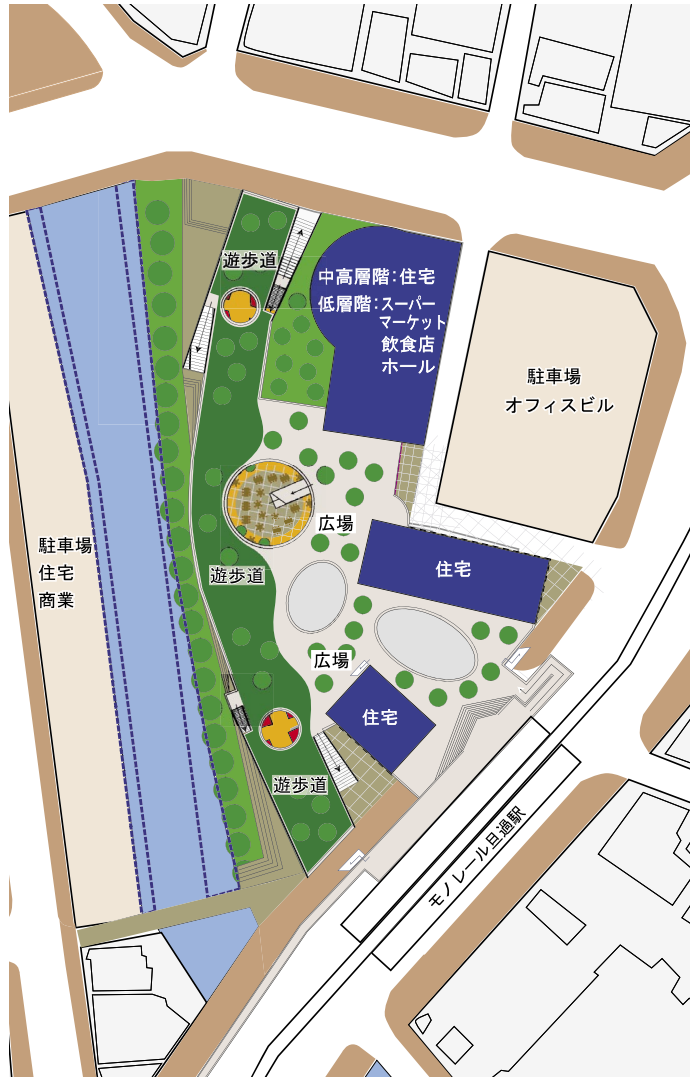 遊歩道
中高層階：住宅
低層階：スーパー
マーケット
飲食店
ホール
駐車場
オフィスビル
広場
駐車場
住宅
商業
遊歩道
住宅
広場
住宅
遊歩道
モノレール旦過駅